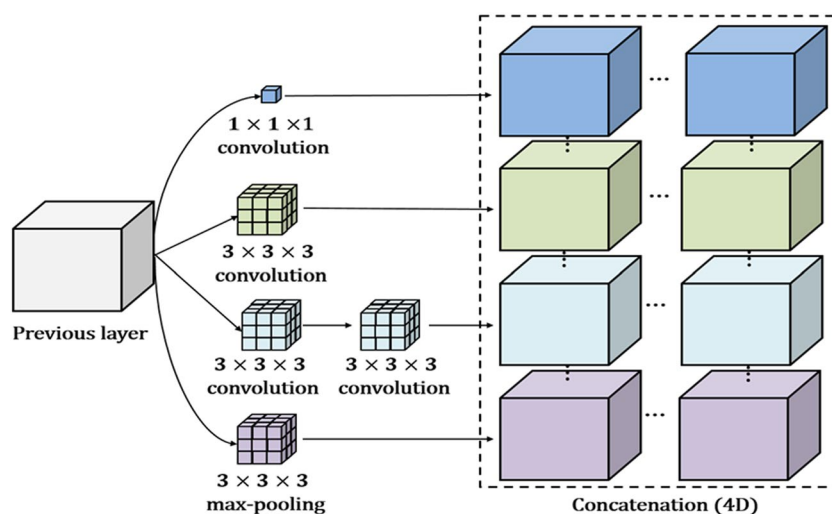 1 × 1 ×1
convolution
3 × 3 × 3
convolution
Previous layer
3 × 3 × 3
convolution
3 × 3 × 3
convolution
3 × 3 × 3
max-pooling
...
...
...
...
Concatenation (4D)